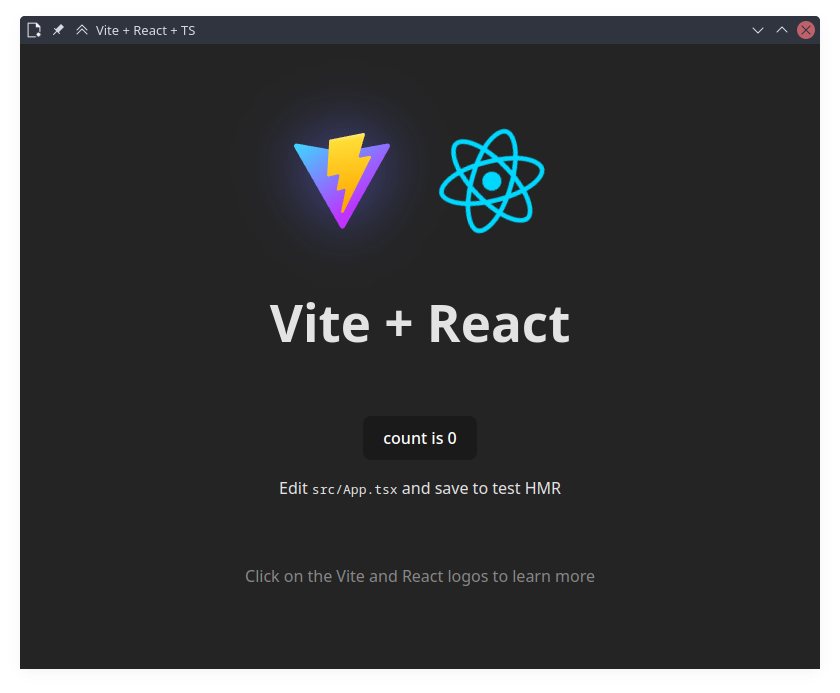 Vite + React + TS
Vite + React
count is 0
Edit src/App.tsx and save to test HMR
Click on the Vite and React logos to learn more